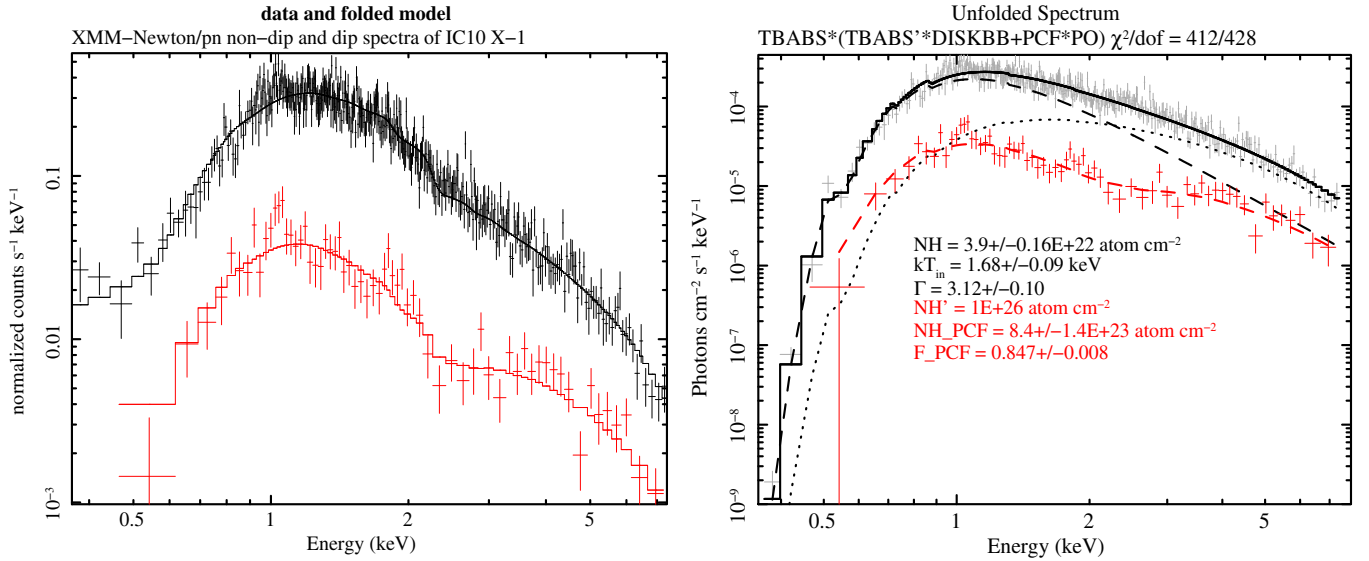 data and folded model
XMM−Newton/pn non−dip and dip spectra of IC10 X−1
normalized counts s⁻¹ keV⁻¹
0.1
0.01
10⁻³
0.5
1
2
5
Energy (keV)
Unfolded Spectrum
TBABS*(TBABS'*DISKBB+PCF*PO) χ²/dof = 412/428
Photons cm⁻² s⁻¹ keV⁻¹
10⁻⁴
10⁻⁵
10⁻⁶
10⁻⁷
10⁻⁸
10⁻⁹
NH = 3.9+/−0.16E+22 atom cm⁻²
kT_in = 1.68+/−0.09 keV
Γ = 3.12+/−0.10
NH' = 1E+26 atom cm⁻²
NH_PCF = 8.4+/−1.4E+23 atom cm⁻²
F_PCF = 0.847+/−0.008
0.5
1
2
5
Energy (keV)